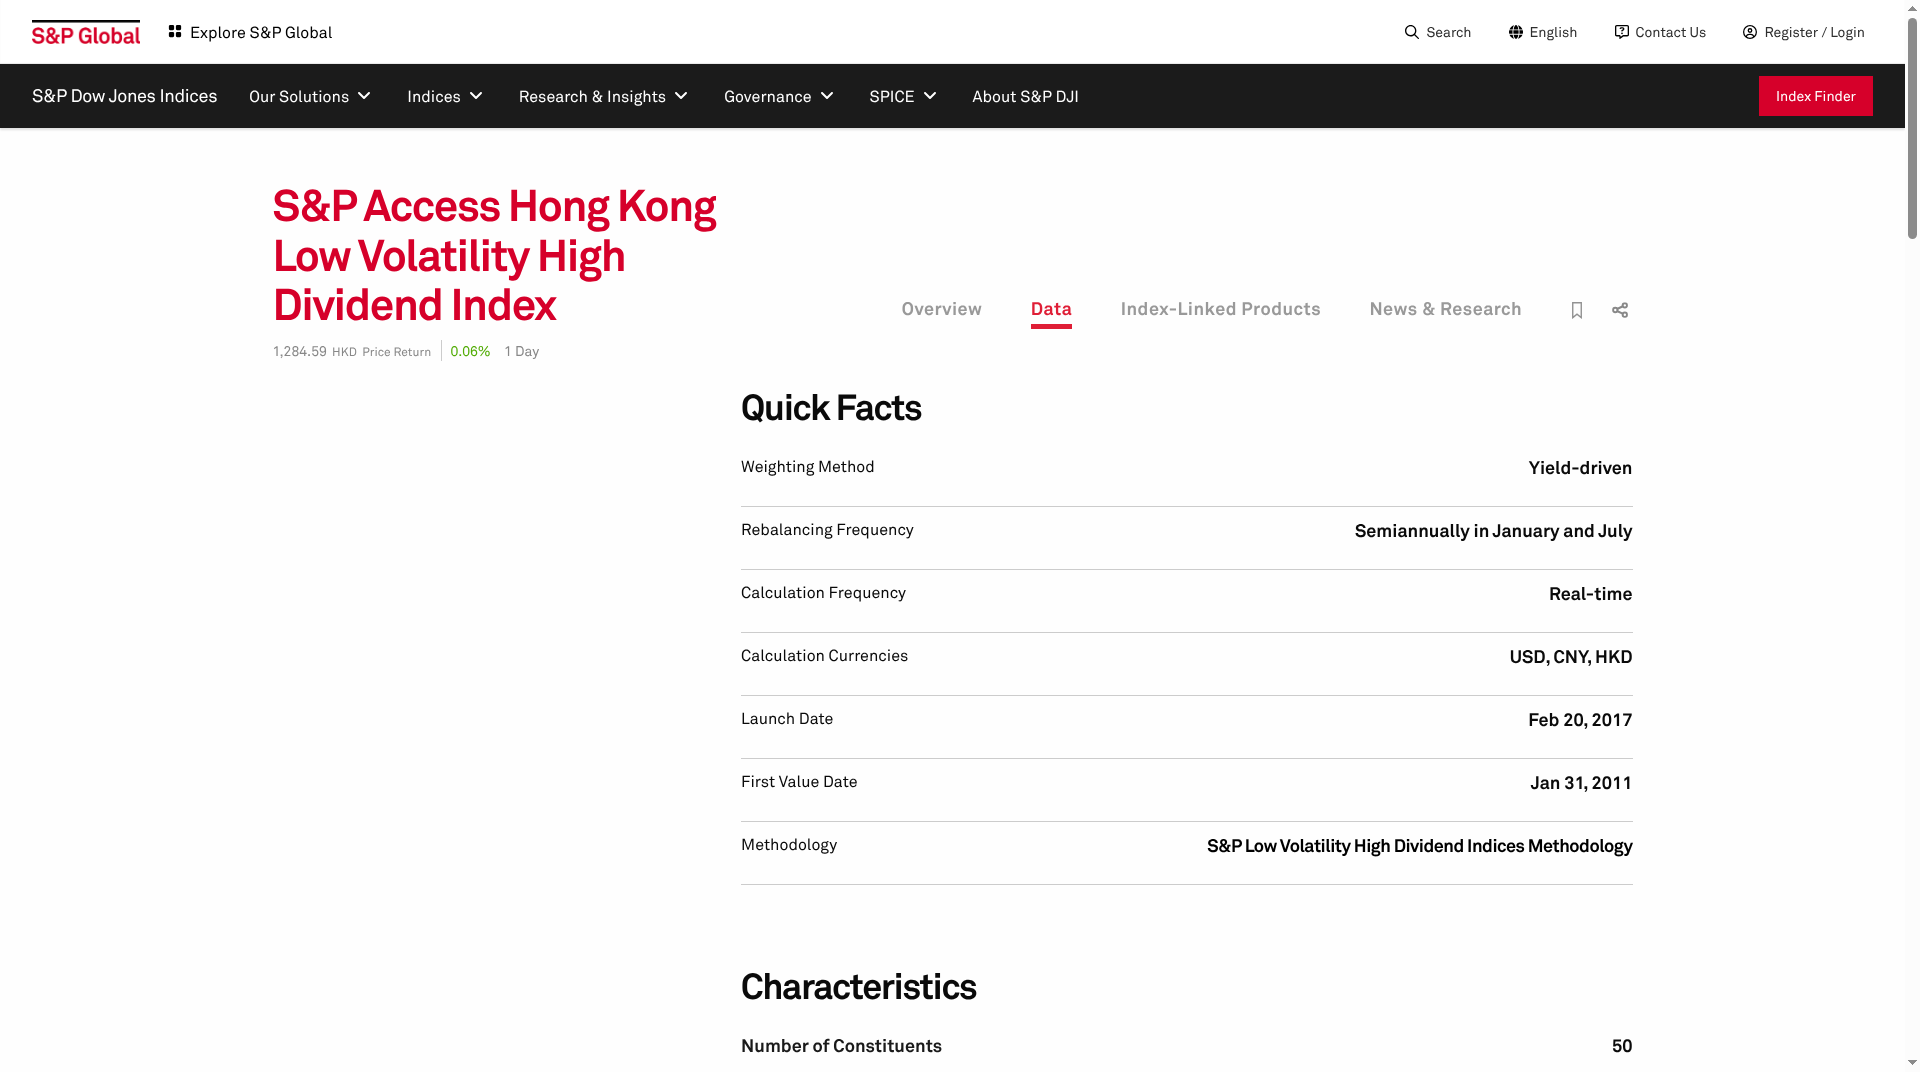 S&P Global
Explore S&P Global
Search
English
Contact Us
Register / Login
S&P Dow Jones Indices
Our Solutions
Indices
Research & Insights
Governance
SPICE
About S&P DJI
Index Finder
S&P Access Hong Kong
Low Volatility High
Dividend Index
1,284.59 HKD Price Return 0.06% 1 Day
Overview
Data
Index-Linked Products
News & Research
Quick Facts
Weighting Method Yield-driven
Rebalancing Frequency Semiannually in January and July
Calculation Frequency Real-time
Calculation Currencies USD, CNY, HKD
Launch Date Feb 20, 2017
First Value Date Jan 31, 2011
Methodology S&P Low Volatility High Dividend Indices Methodology
Characteristics
Number of Constituents 50